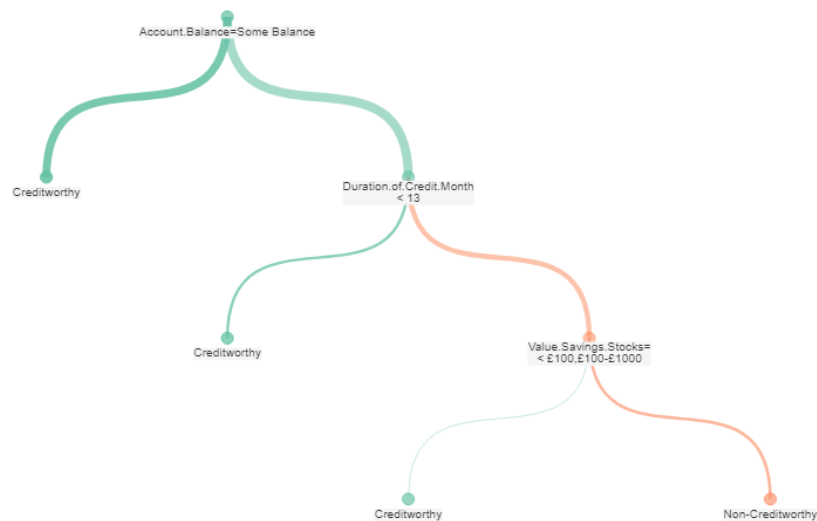 Account.Balance=Some Balance
Creditworthy
Duration.of.Credit.Month
< 13
Creditworthy
Value.Savings.Stocks=
< £100,£100-£1000
Creditworthy
Non-Creditworthy